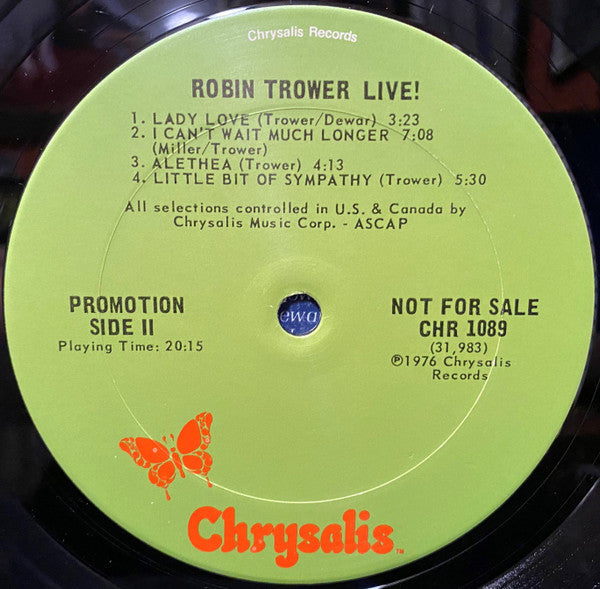 Chrysalis Records
ROBIN TROWER LIVE!
1. LADY LOVE (Trower/Dewar) 3:23
2. I CAN'T WAIT MUCH LONGER 7:08
(Miller/Trower)
3. ALETHEA (Trower) 4:13
4. LITTLE BIT OF SYMPATHY (Trower) 5:30
All selections controlled in U.S. & Canada by
Chrysalis Music Corp. - ASCAP
PROMOTION
SIDE II
Playing Time: 20:15
NOT FOR SALE
CHR 1089
(31,983)
℗1976 Chrysalis
Records
ewa
Chrysalis™